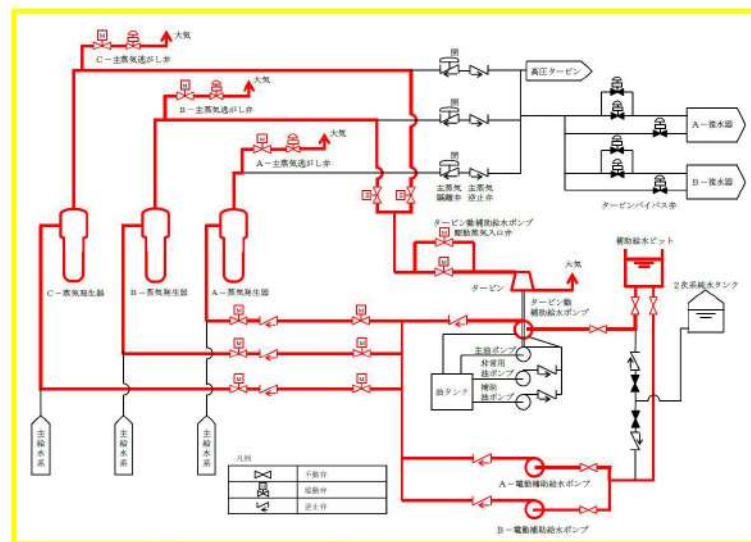 大気
C－主蒸気逃がし弁
大気
B－主蒸気逃がし弁
大気
A－主蒸気逃がし弁
閉
閉
閉
高圧タービン
主蒸気
隔離弁
主蒸気
逆止弁
A－復水器
B－復水器
タービンバイパス弁
タービン動補助給水ポンプ
駆動蒸気入口弁
補助給水ピット
2次系純水タンク
大気
タービン
タービン動
補助給水ポンプ
C－蒸気発生器
B－蒸気発生器
A－蒸気発生器
主油ポンプ
非常用
油ポンプ
補助
油ポンプ
油タンク
主給水系
主給水系
主給水系
凡例
手動弁
電動弁
逆止弁
A－電動補助給水ポンプ
B－電動補助給水ポンプ
M
M
M
M
M
M
M
M
M
M
M
M
M